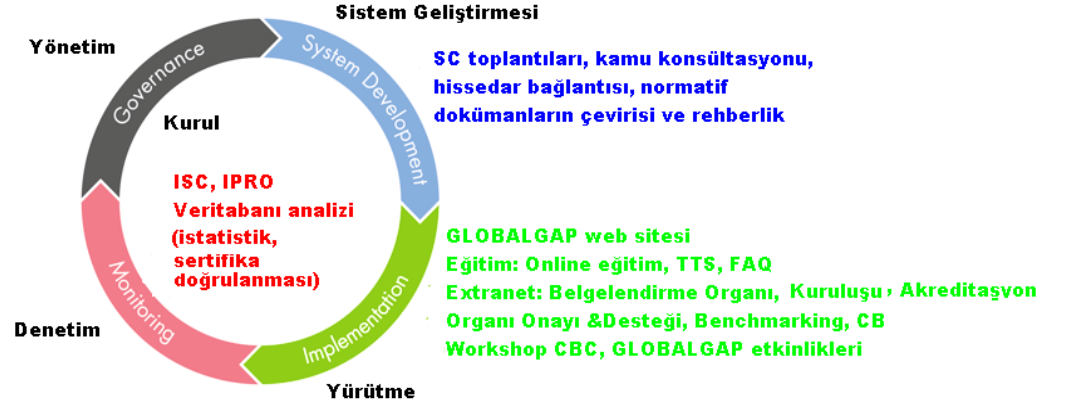 Sistem Geliştirmesi
Yönetim
Governance
System Development
SC toplantıları, kamu konsültasyonu,
hissedar bağlantısı, normatif
dokümanların çevirisi ve rehberlik
Kurul
ISC, IPRO
Veritabanı analizi
(istatistik,
sertifika
doğrulanması)
GLOBALGAP web sitesi
Eğitim: Online eğitim, TTS, FAQ
Extranet: Belgelendirme Organı, Kuruluşu, Akreditaşvon
Organı Onayı &Desteği, Benchmarking, CB
Workshop CBC, GLOBALGAP etkinlikleri
Monitoring
Implementation
Denetim
Yürütme